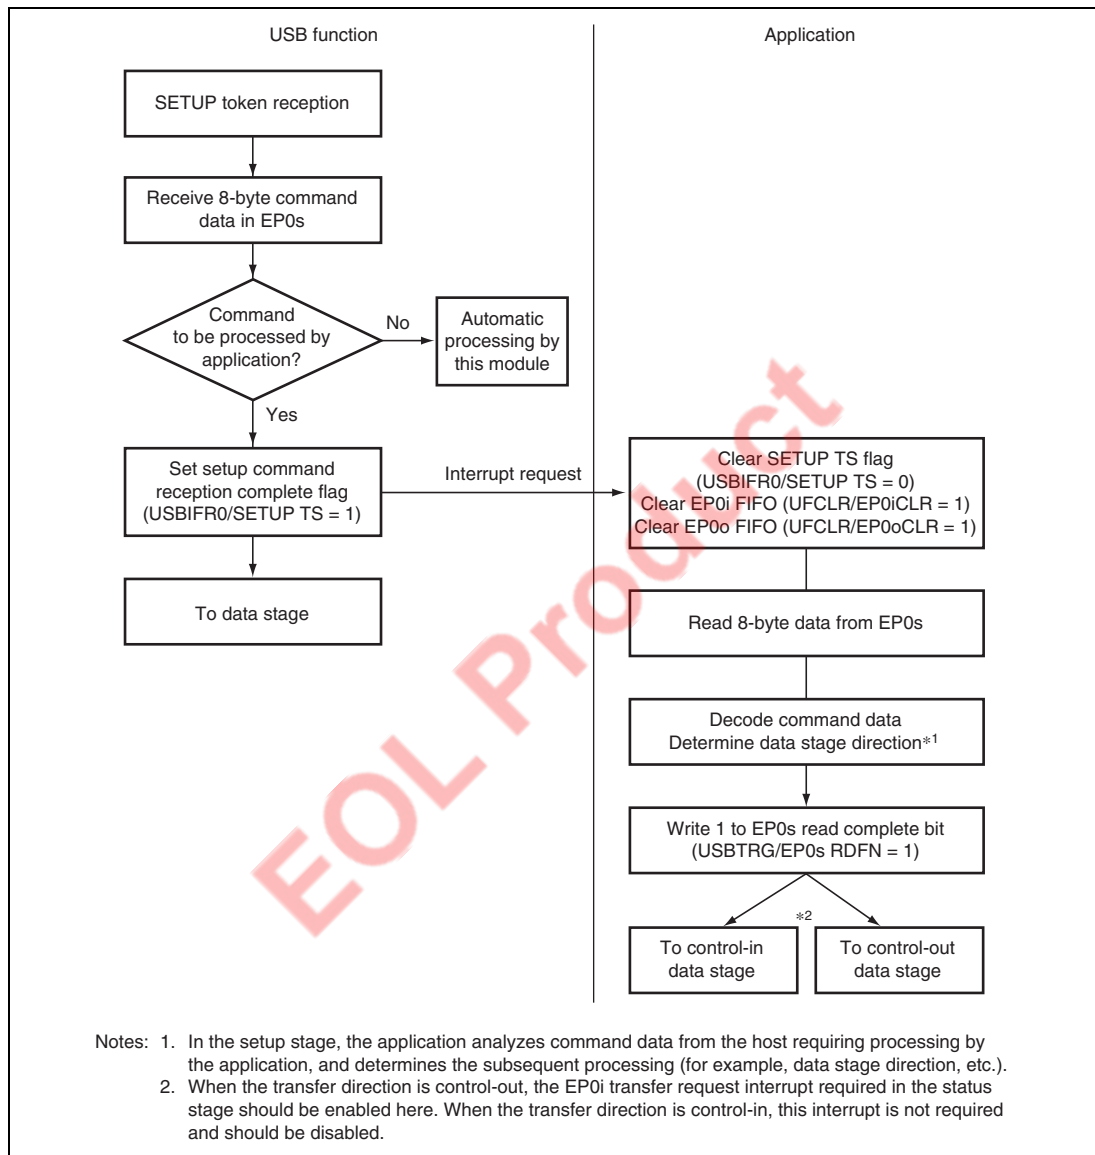 USB function
Application
SETUP token reception
Receive 8-byte command
data in EP0s
Command
to be processed by
application?
No
Automatic
processing by
this module
Yes
Set setup command
reception complete flag
(USBIFR0/SETUP TS = 1)
Interrupt request
To data stage
Clear SETUP TS flag
(USBIFR0/SETUP TS = 0)
Clear EP0i FIFO (UFCLR/EP0iCLR = 1)
Clear EP0o FIFO (UFCLR/EP0oCLR = 1)
Read 8-byte data from EP0s
Decode command data
Determine data stage direction*1
Write 1 to EP0s read complete bit
(USBTRG/EP0s RDFN = 1)
*2
To control-in
data stage
To control-out
data stage
EOL Product
Notes: 1. In the setup stage, the application analyzes command data from the host requiring processing by
the application, and determines the subsequent processing (for example, data stage direction, etc.).
2. When the transfer direction is control-out, the EP0i transfer request interrupt required in the status
stage should be enabled here. When the transfer direction is control-in, this interrupt is not required
and should be disabled.